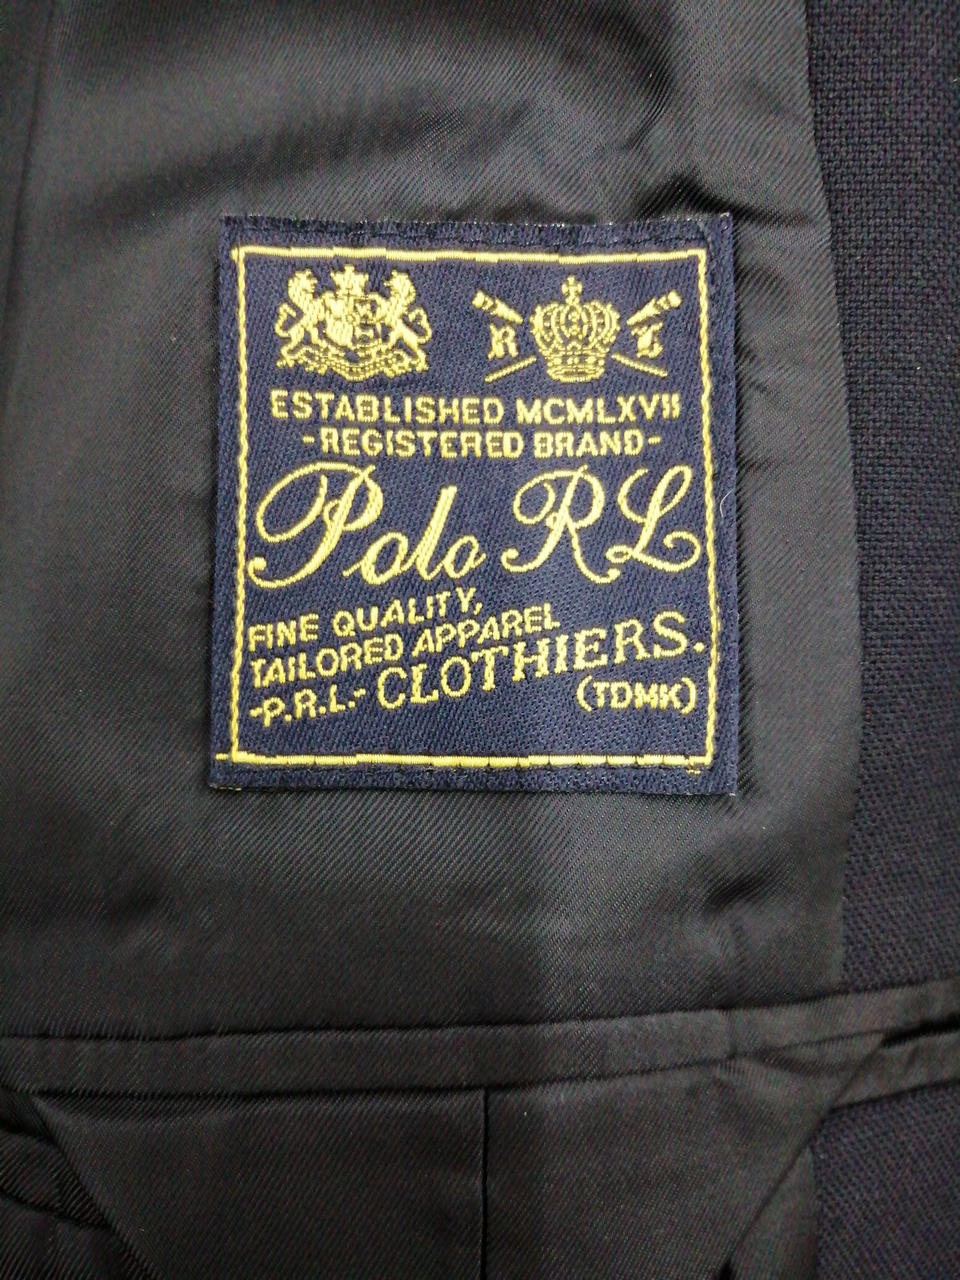 R L
ESTABLISHED MCMLXVII
-REGISTERED BRAND-
Polo RL
FINE QUALITY,
TAILORED APPAREL
-P.R.L.- CLOTHIERS.
(TDMK)